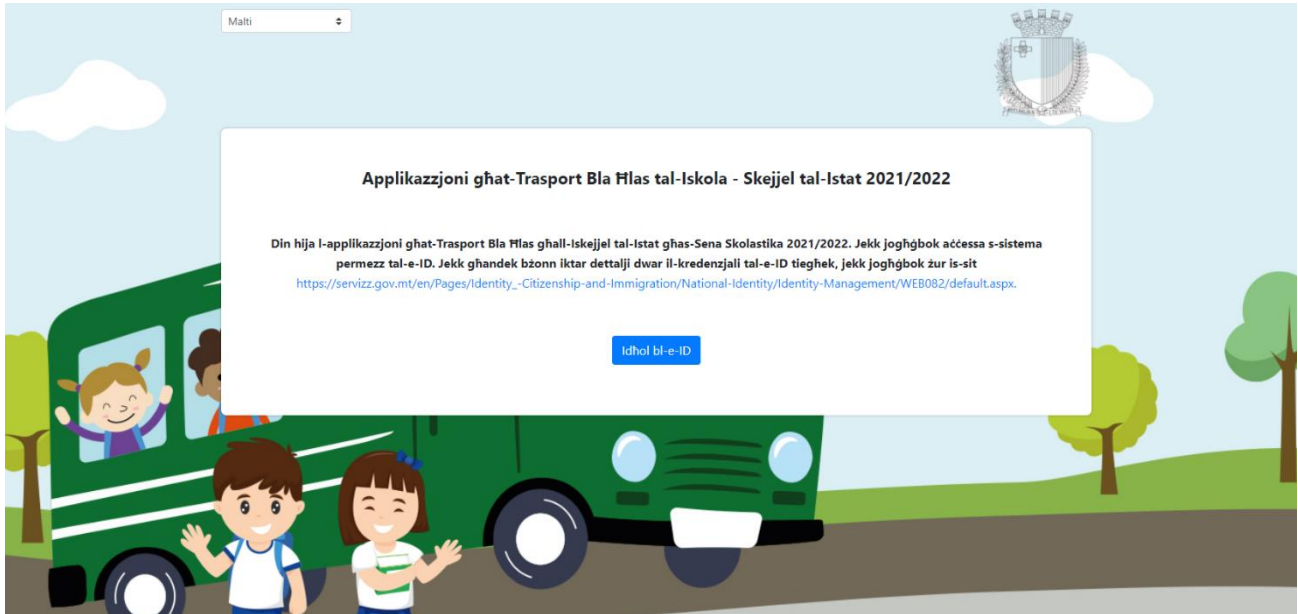 Malti
Applikazzjoni għat-Trasport Bla Ħlas tal-Iskola - Skejjel tal-Istat 2021/2022
Din hija l-applikazzjoni għat-Trasport Bla Ħlas għall-Iskejjel tal-Istat għas-Sena Skolastika 2021/2022. Jekk jogħġbok aċċessa s-sistema
permezz tal-e-ID. Jekk għandek bżonn iktar dettalji dwar il-kredenzjali tal-e-ID tiegħek, jekk jogħġbok żur is-sit
https://servizz.gov.mt/en/Pages/Identity_-Citizenship-and-Immigration/National-Identity/Identity-Management/WEB082/default.aspx.
Idħol bl-e-ID